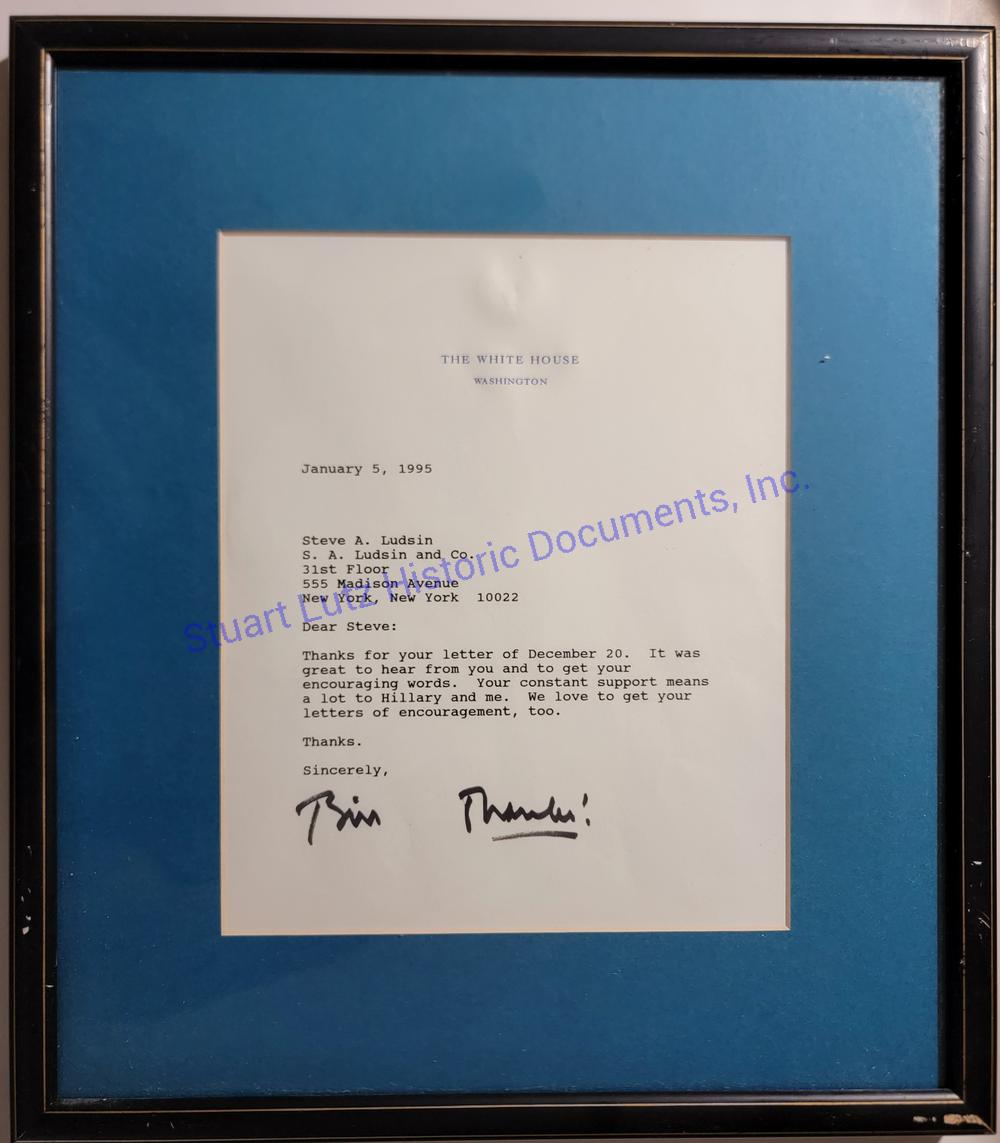 THE WHITE HOUSE
WASHINGTON
January 5, 1995
Steve A. Ludsin
S. A. Ludsin and Co.
31st Floor
555 Madison Avenue
New York, New York  10022
Dear Steve:
Thanks for your letter of December 20.  It was
great to hear from you and to get your
encouraging words.  Your constant support means
a lot to Hillary and me.  We love to get your
letters of encouragement, too.
Thanks.
Sincerely,
Bill Thanks!
Stuart Lutz Historic Documents, Inc.